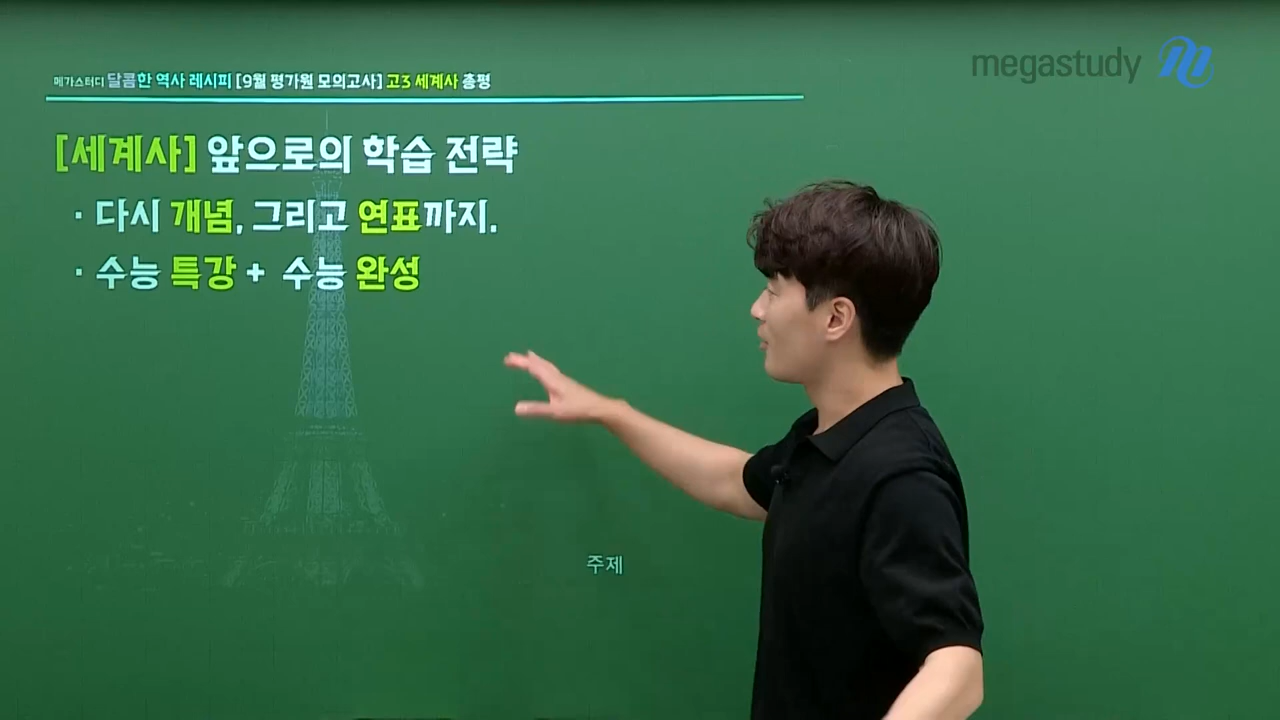 메가스터디 달콤한 역사 레시피 [9월 평가원 모의고사] 고3 세계사 총평
megastudy
[세계사] 앞으로의 학습 전략
· 다시 개념, 그리고 연표까지.
· 수능 특강 + 수능 완성
주제